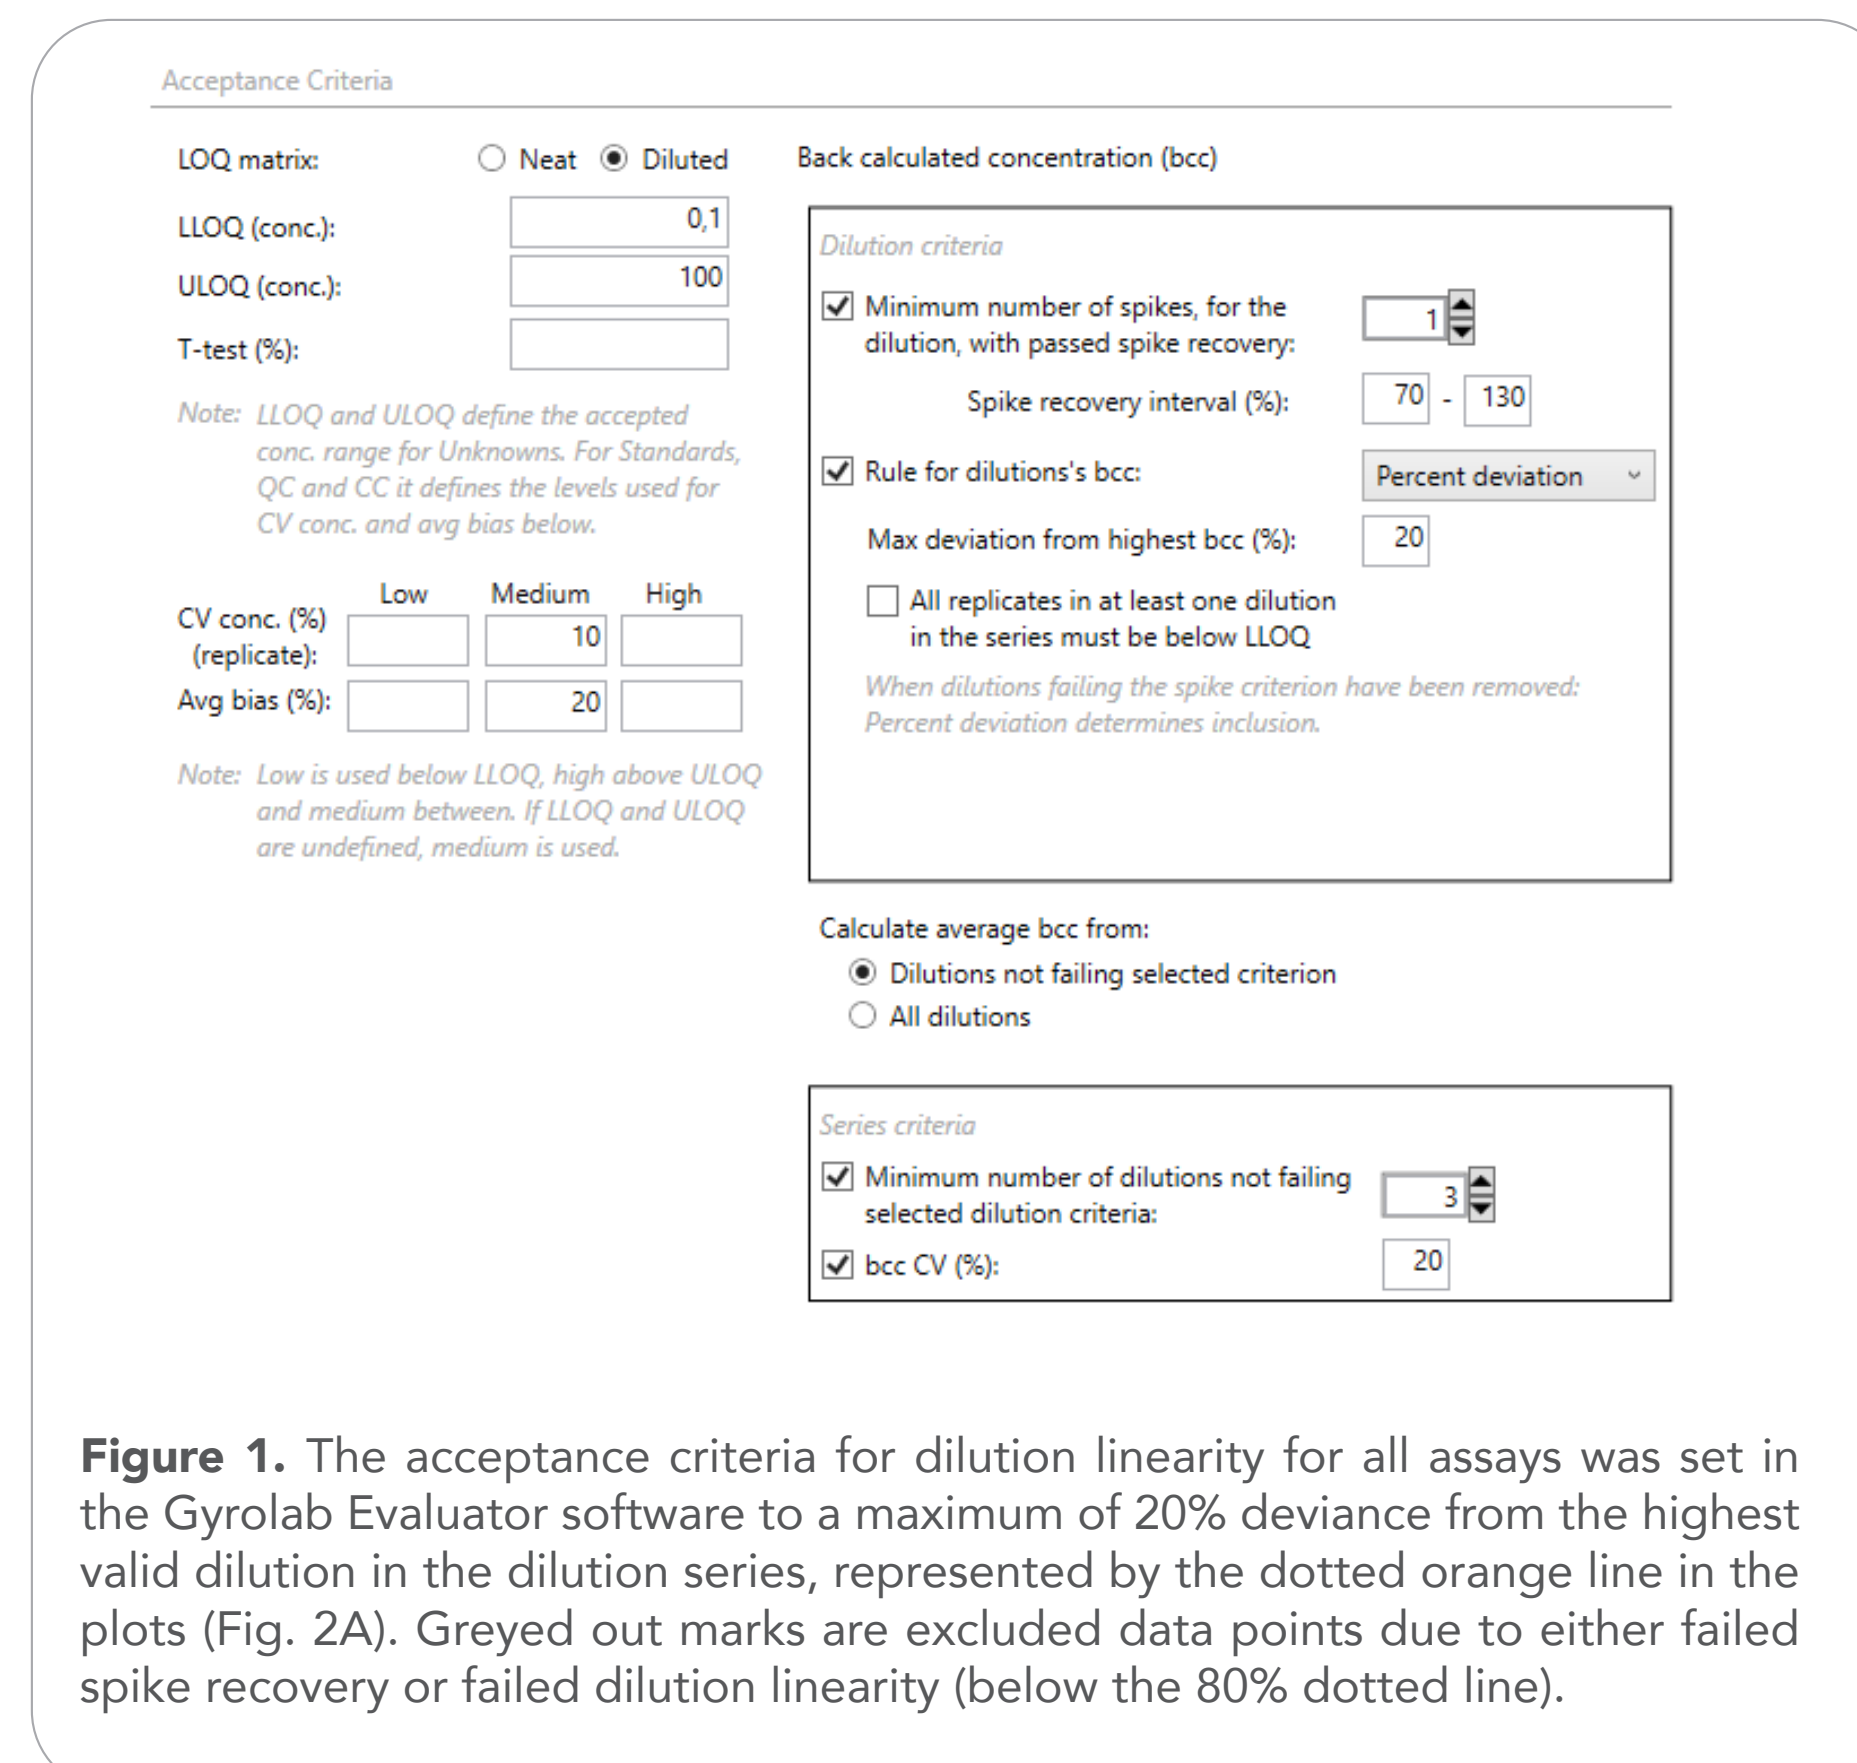 Acceptance Criteria
LOQ matrix: Neat Diluted
LLOQ (conc.): 0,1
ULOQ (conc.): 100
T-test (%):
Note: LLOQ and ULOQ define the accepted
conc. range for Unknowns. For Standards,
QC and CC it defines the levels used for
CV conc. and avg bias below.
Low Medium High
CV conc. (%)
(replicate): 10
Avg bias (%): 20
Note: Low is used below LLOQ, high above ULOQ
and medium between. If LLOQ and ULOQ
are undefined, medium is used.
Back calculated concentration (bcc)
Dilution criteria
Minimum number of spikes, for the
dilution, with passed spike recovery: 1
Spike recovery interval (%): 70 - 130
Rule for dilutions's bcc: Percent deviation
Max deviation from highest bcc (%): 20
All replicates in at least one dilution
in the series must be below LLOQ
When dilutions failing the spike criterion have been removed:
Percent deviation determines inclusion.
Calculate average bcc from:
Dilutions not failing selected criterion
All dilutions
Series criteria
Minimum number of dilutions not failing
selected dilution criteria: 3
bcc CV (%): 20
Figure 1. The acceptance criteria for dilution linearity for all assays was set in
the Gyrolab Evaluator software to a maximum of 20% deviance from the highest
valid dilution in the dilution series, represented by the dotted orange line in the
plots (Fig. 2A). Greyed out marks are excluded data points due to either failed
spike recovery or failed dilution linearity (below the 80% dotted line).